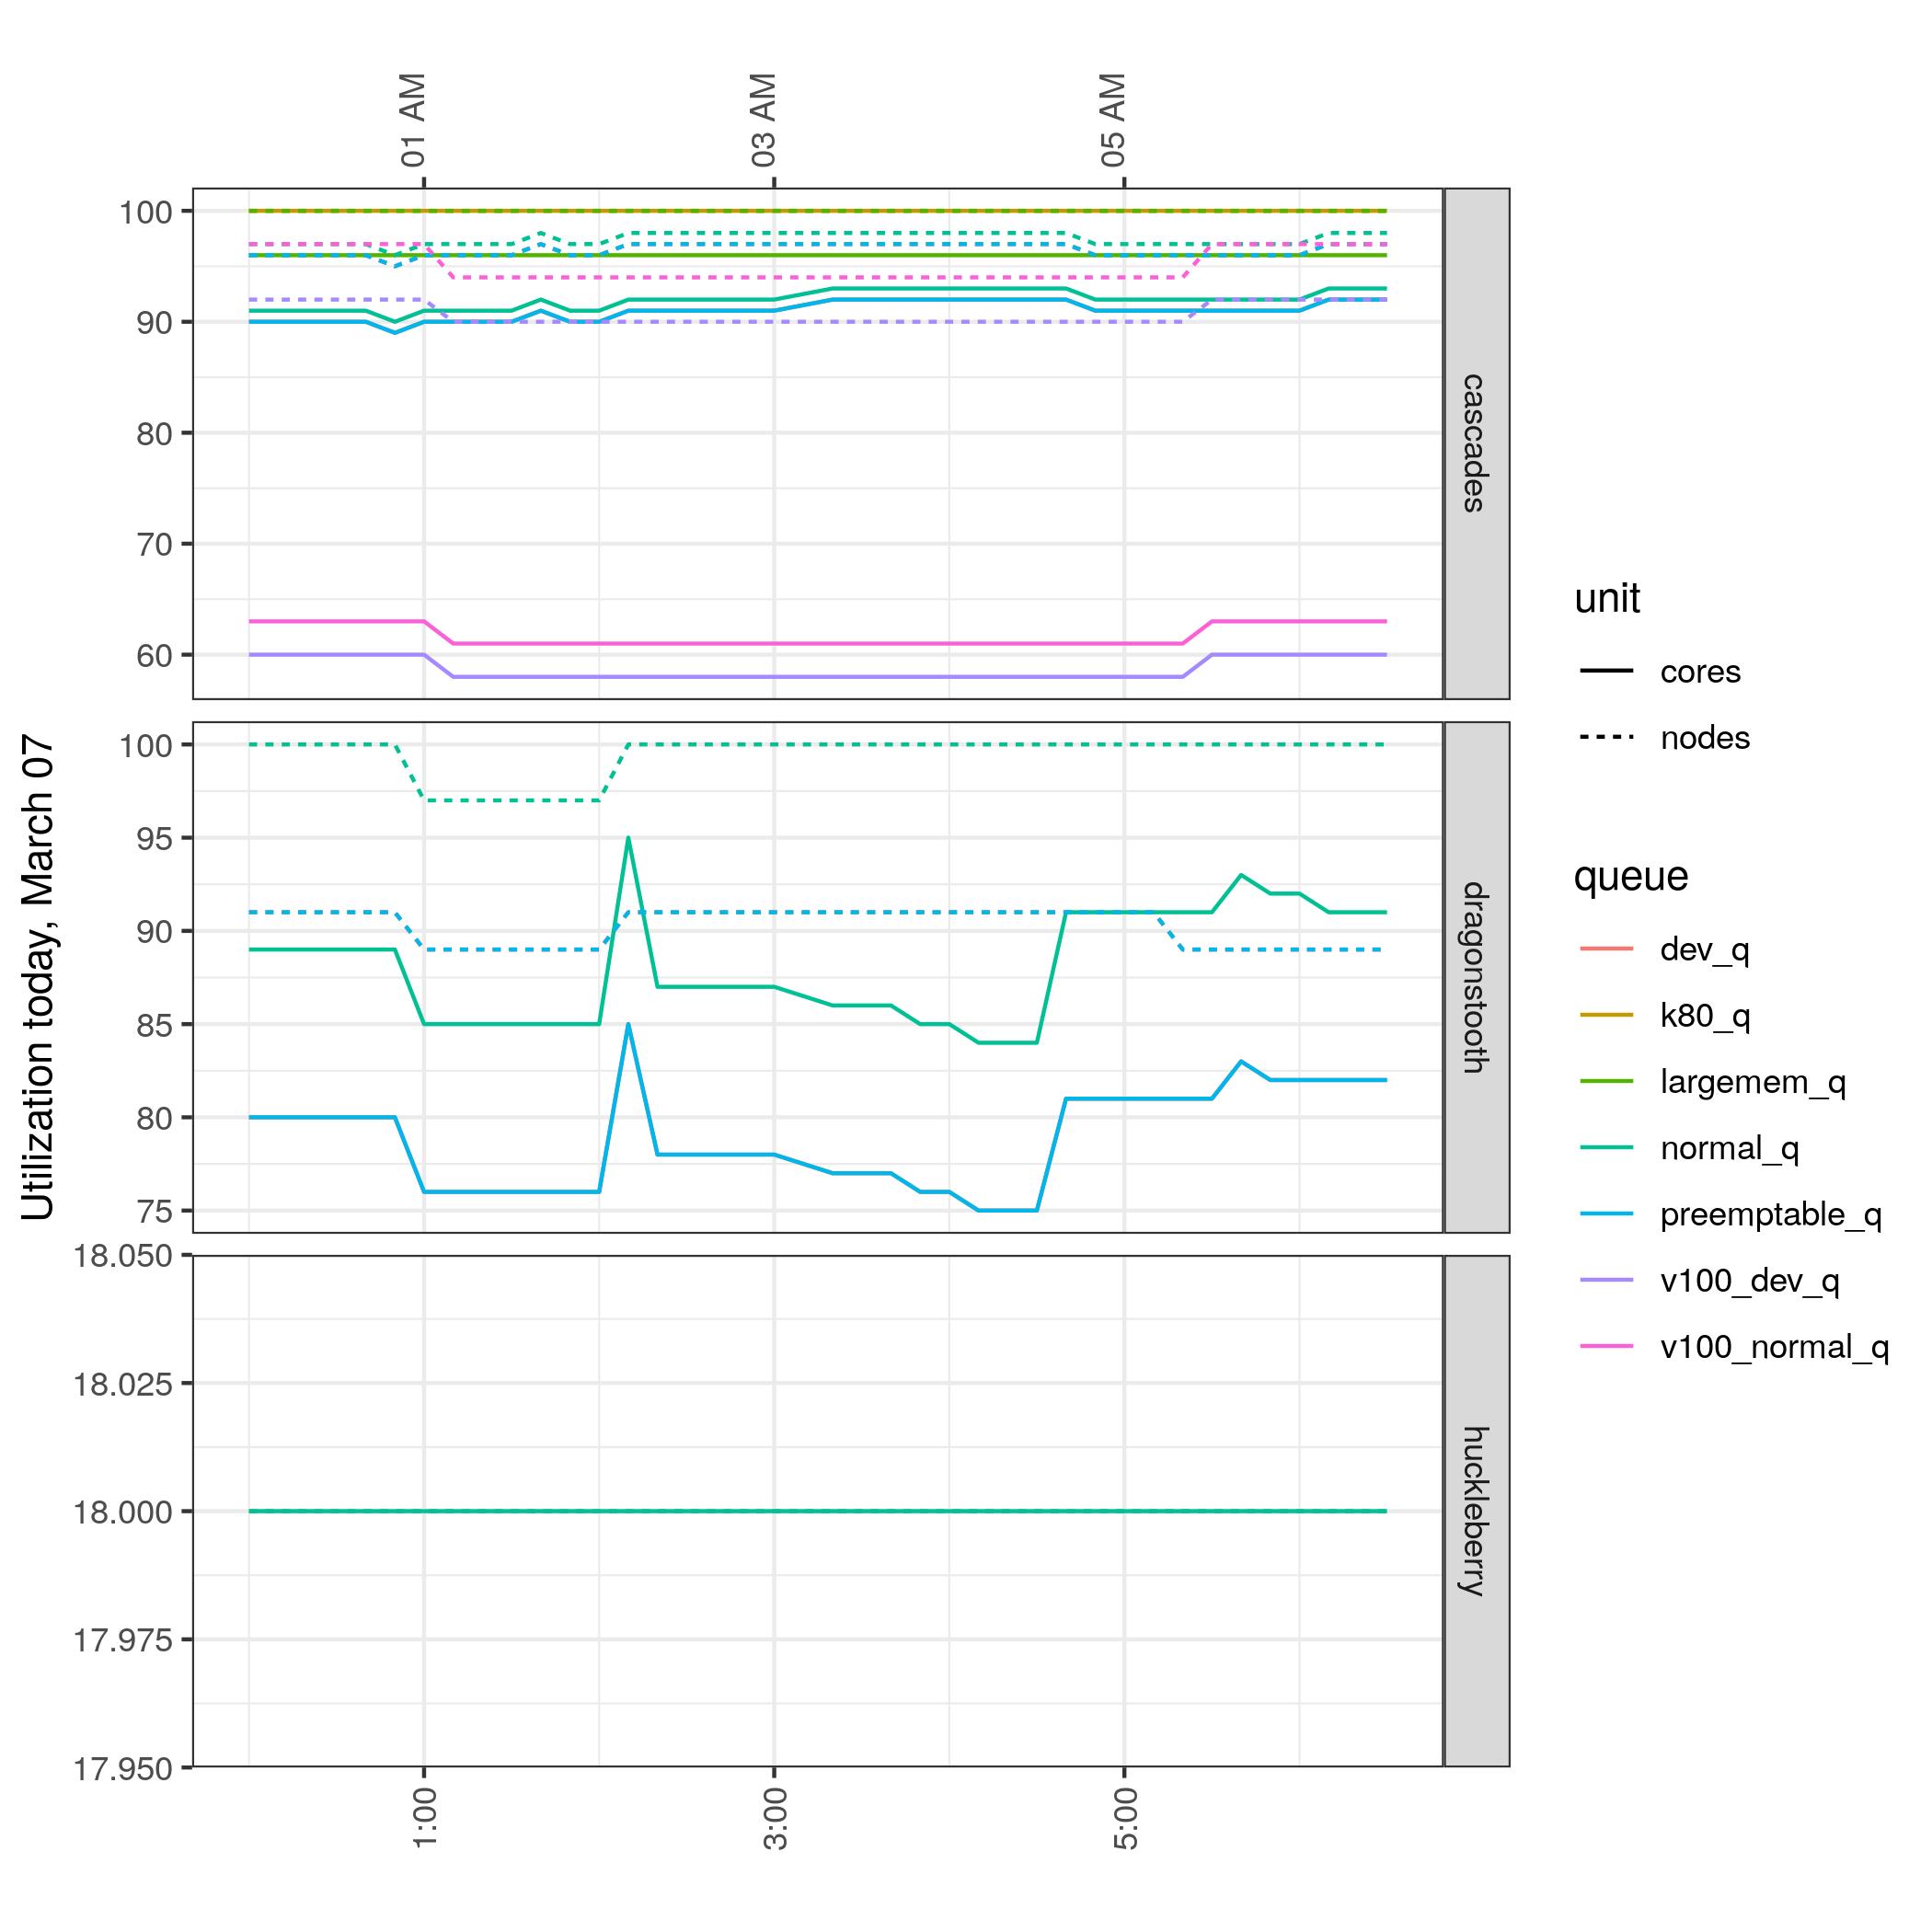 01 AM
03 AM
05 AM
Utilization today, March 07
100
90
80
70
60
cascades
100
95
90
85
80
75
dragonstooth
18.050
18.025
18.000
17.975
17.950
huckleberry
1:00
3:00
5:00
unit
cores
nodes
queue
dev_q
k80_q
largemem_q
normal_q
preemptable_q
v100_dev_q
v100_normal_q